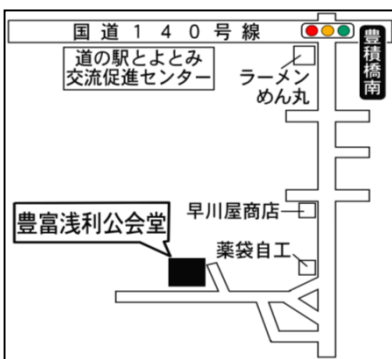 国道１４０号線
豊積橋南
道の駅とよとみ
交流促進センター
ラーメン
めん丸
早川屋商店
豊富浅利公会堂
薬袋自工